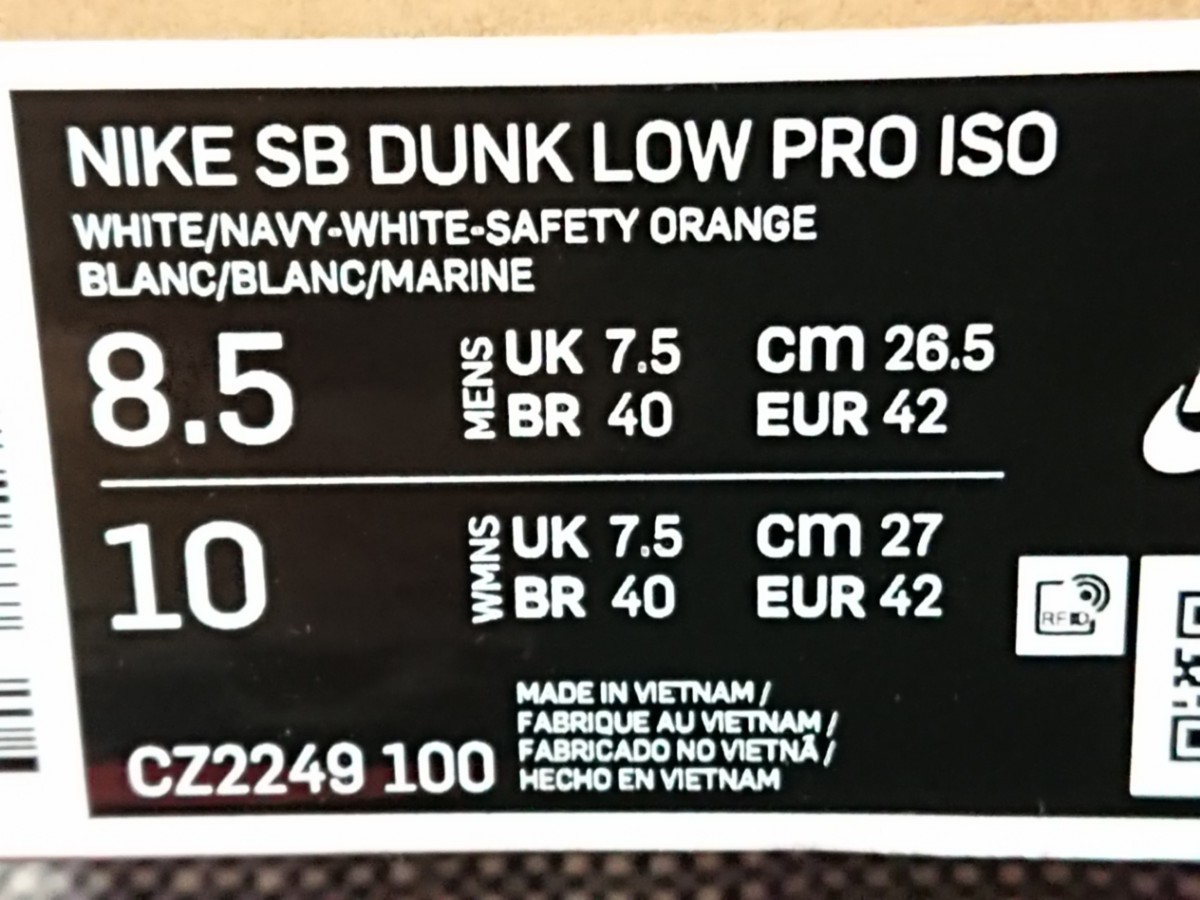 NIKE SB DUNK LOW PRO ISO
WHITE/NAVY-WHITE-SAFETY ORANGE
BLANC/BLANC/MARINE
8.5 MENS UK 7.5 cm 26.5
BR 40 EUR 42
10 WMNS UK 7.5 cm 27
BR 40 EUR 42
RFID
MADE IN VIETNAM /
FABRIQUE AU VIETNAM /
FABRICADO NO VIETNÃ /
HECHO EN VIETNAM
CZ2249 100